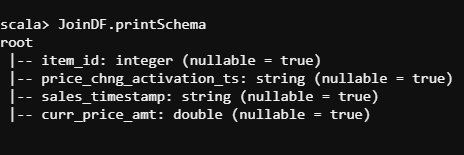 scala> JoinDF.printSchema
root
 |-- item_id: integer (nullable = true)
 |-- price_chng_activation_ts: string (nullable = true)
 |-- sales_timestamp: string (nullable = true)
 |-- curr_price_amt: double (nullable = true)